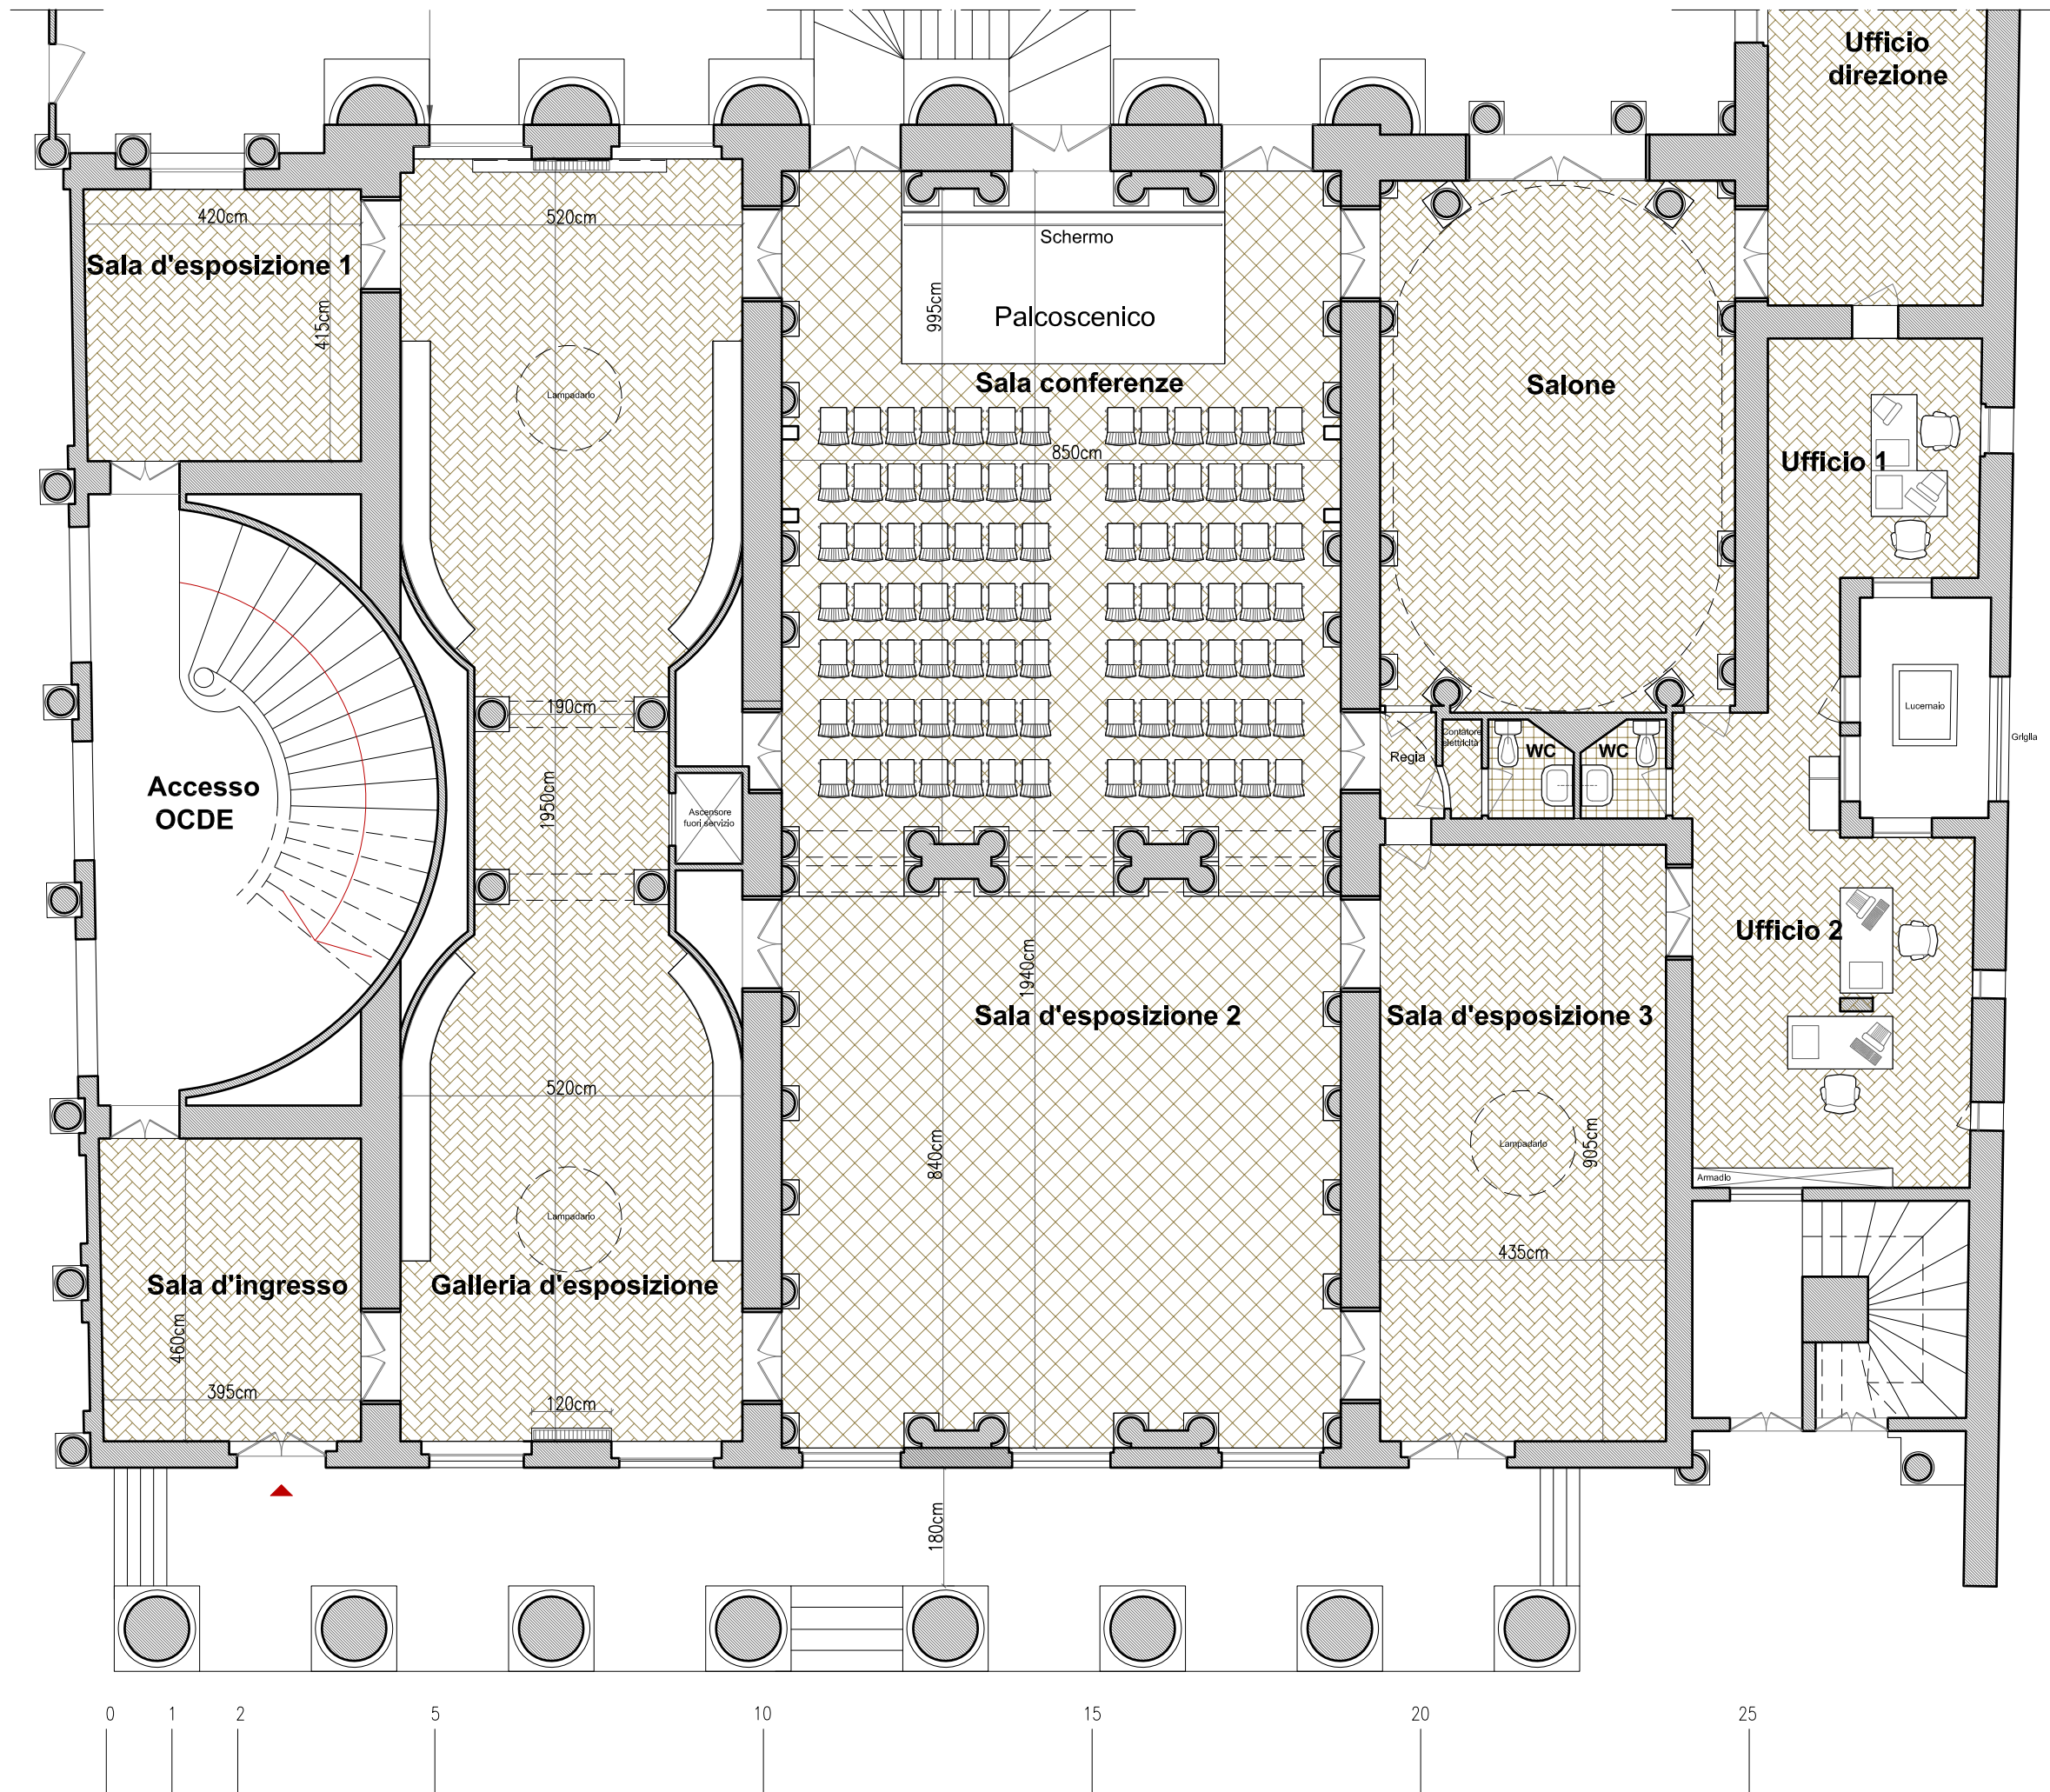 Ufficio
direzione
420cm
520cm
Sala d'esposizione 1
415cm
Schermo
995cm
Palcoscenico
Sala conferenze
Salone
Lampadario
850cm
Ufficio 1
190cm
Lucernaio
Griglia
Contatore
elettricità
WC
WC
Regia
Accesso
OCDE
1950cm
Ascensore
fuori servizio
Ufficio 2
1940cm
Sala d'esposizione 2
Sala d'esposizione 3
520cm
840cm
Lampadario
905cm
Armadio
Lampadario
435cm
Sala d'ingresso
Galleria d'esposizione
460cm
395cm
120cm
180cm
0 1 2 5 10 15 20 25